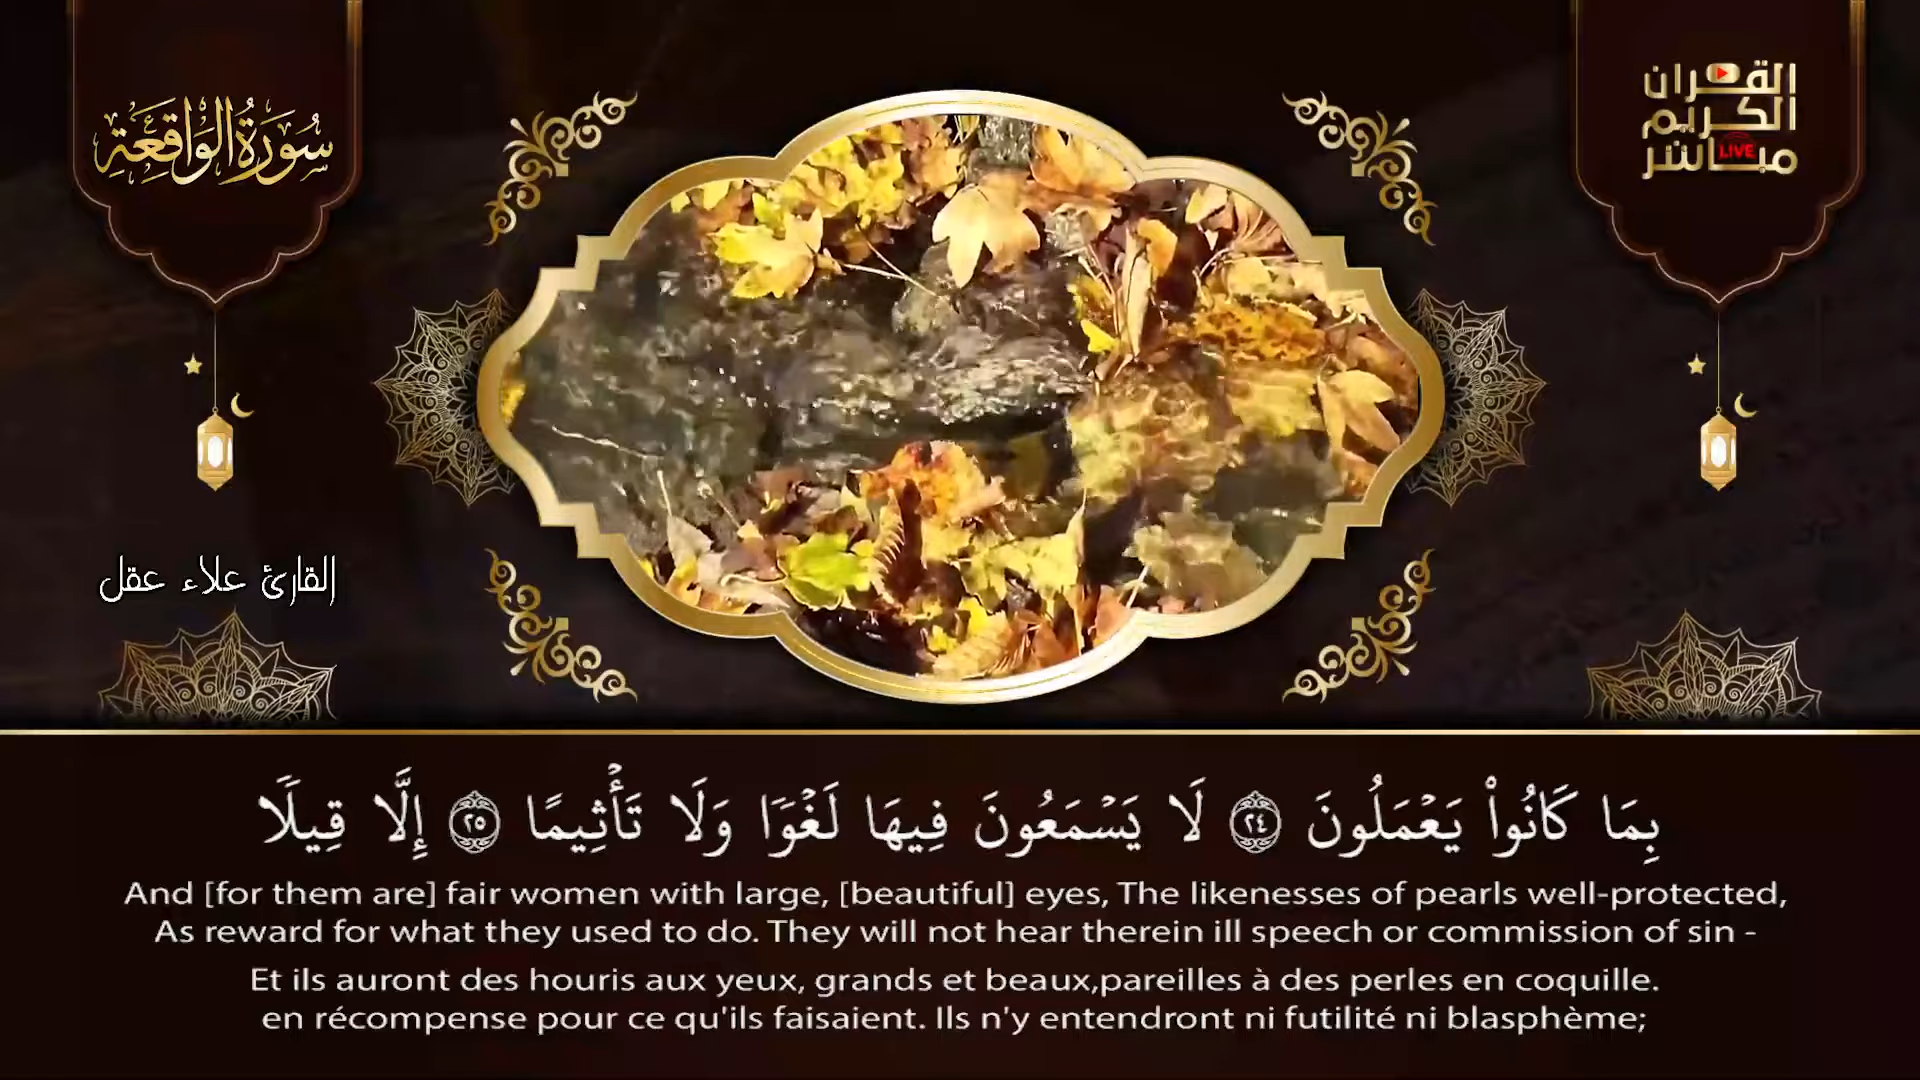 سُورَةُ الوَاقِعَةِ
القران
الكريم
مباشر
LIVE
القارئ علاء عقل
بِمَا كَانُوا۟ يَعۡمَلُونَ ٢٤ لَا يَسۡمَعُونَ فِيهَا لَغۡوٗا وَلَا تَأۡثِيمًا ٢٥ إِلَّا قِيلٗا
And [for them are] fair women with large, [beautiful] eyes, The likenesses of pearls well-protected,
As reward for what they used to do. They will not hear therein ill speech or commission of sin -
Et ils auront des houris aux yeux, grands et beaux,pareilles à des perles en coquille.
en récompense pour ce qu'ils faisaient. Ils n'y entendront ni futilité ni blasphème;